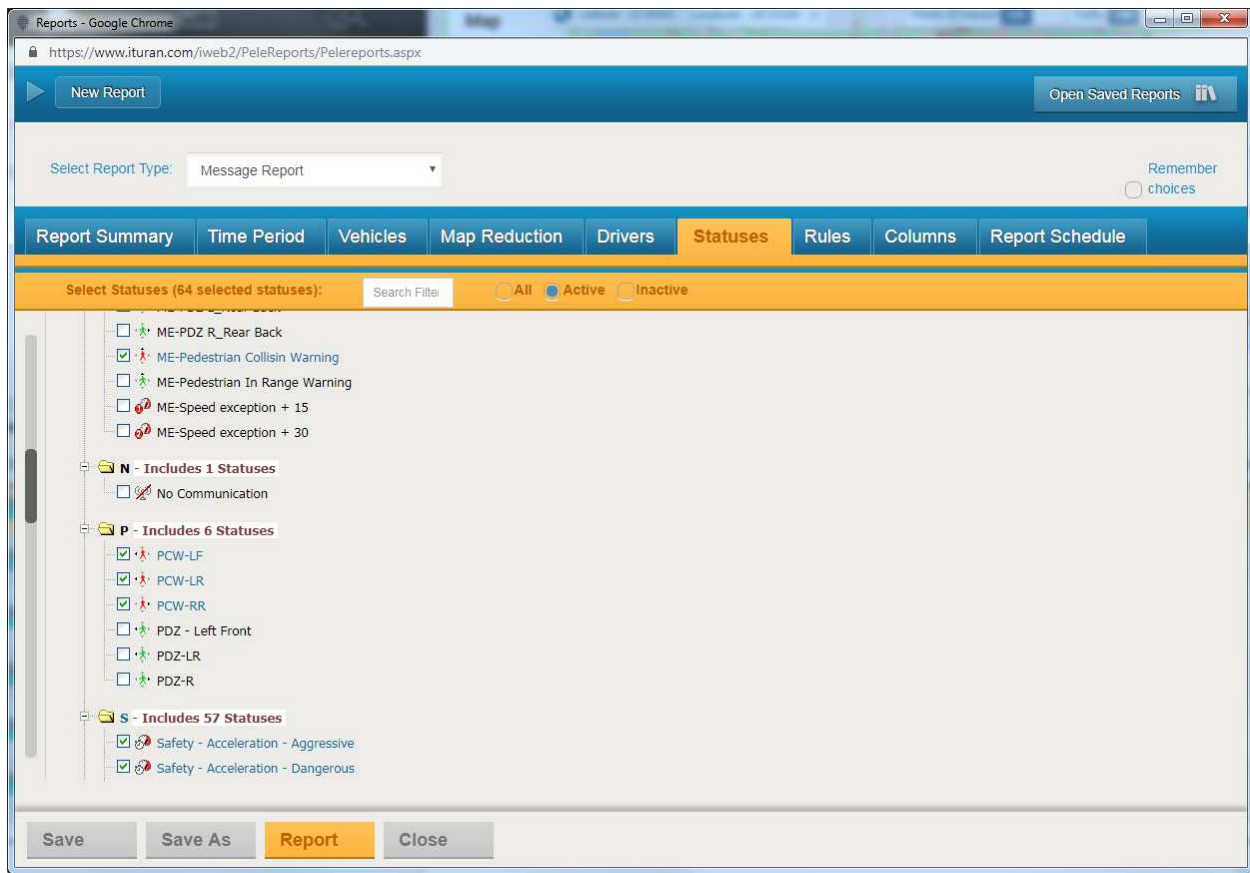 Reports - Google Chrome
Map
https://www.ituran.com/iweb2/PeleReports/Pelereports.aspx
New Report
Open Saved Reports
Select Report Type:
Message Report
Remember choices
Report Summary
Time Period
Vehicles
Map Reduction
Drivers
Statuses
Rules
Columns
Report Schedule
Select Statuses (64 selected statuses):
Search Filte
All
Active
Inactive
ME-PDZ R_Rear Back
ME-Pedestrian Collisin Warning
ME-Pedestrian In Range Warning
ME-Speed exception + 15
ME-Speed exception + 30
N - Includes 1 Statuses
No Communication
P - Includes 6 Statuses
PCW-LF
PCW-LR
PCW-RR
PDZ - Left Front
PDZ-LR
PDZ-R
S - Includes 57 Statuses
Safety - Acceleration - Aggressive
Safety - Acceleration - Dangerous
Save
Save As
Report
Close